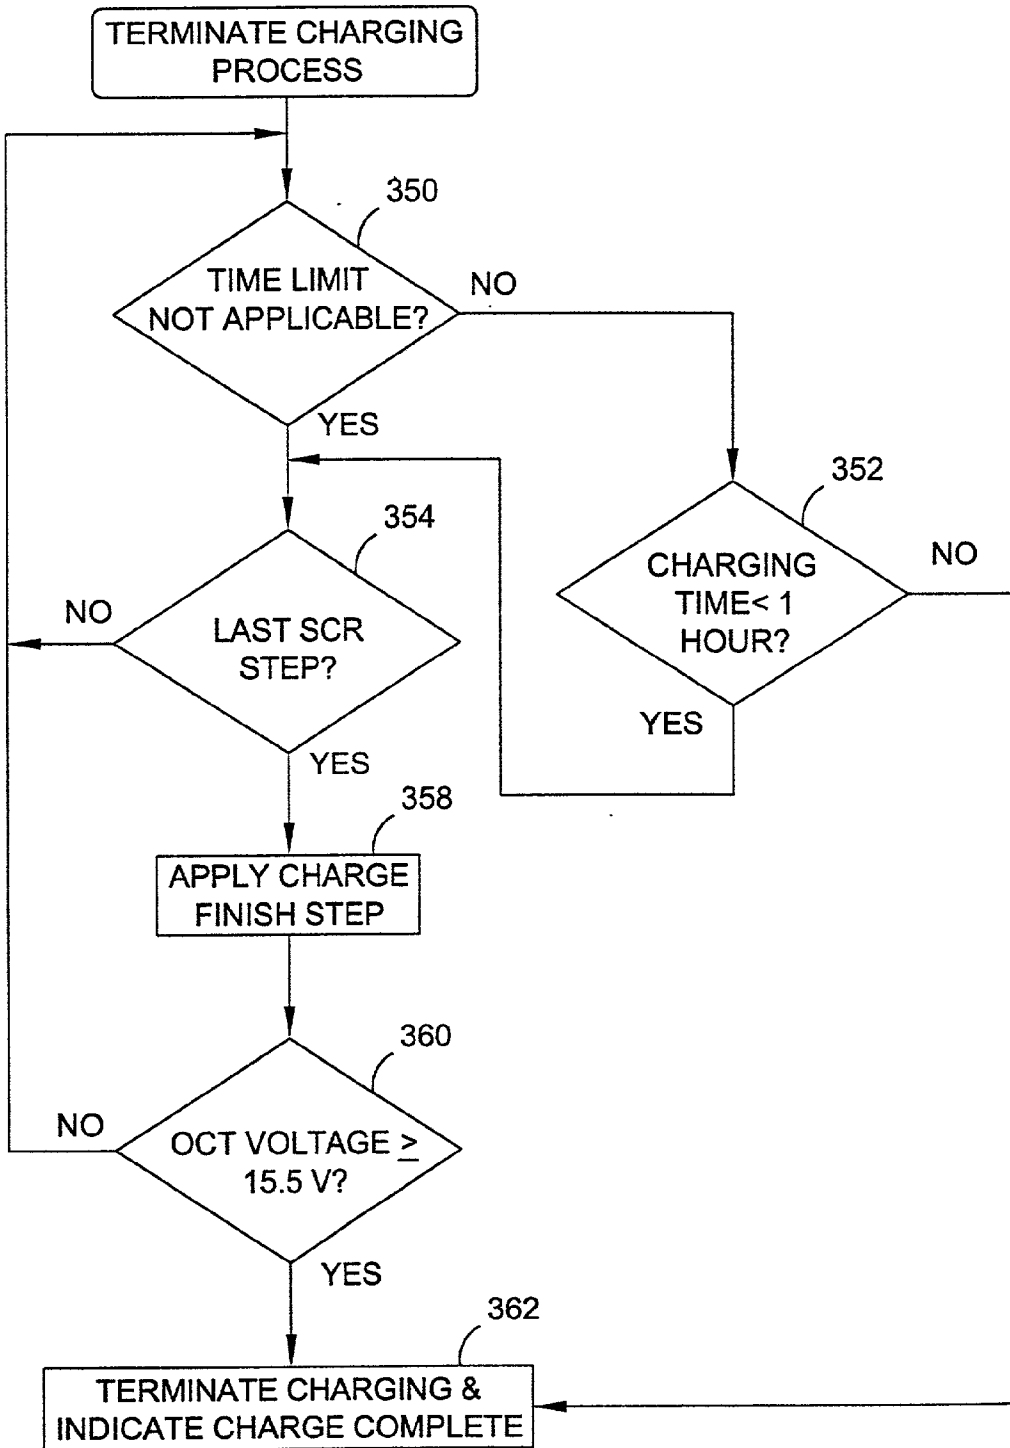 TERMINATE CHARGING
PROCESS
350
TIME LIMIT
NOT APPLICABLE?
NO
YES
352
CHARGING
TIME< 1
HOUR?
NO
YES
354
LAST SCR
STEP?
NO
YES
358
APPLY CHARGE
FINISH STEP
360
OCT VOLTAGE ≥
15.5 V?
NO
YES
362
TERMINATE CHARGING &
INDICATE CHARGE COMPLETE